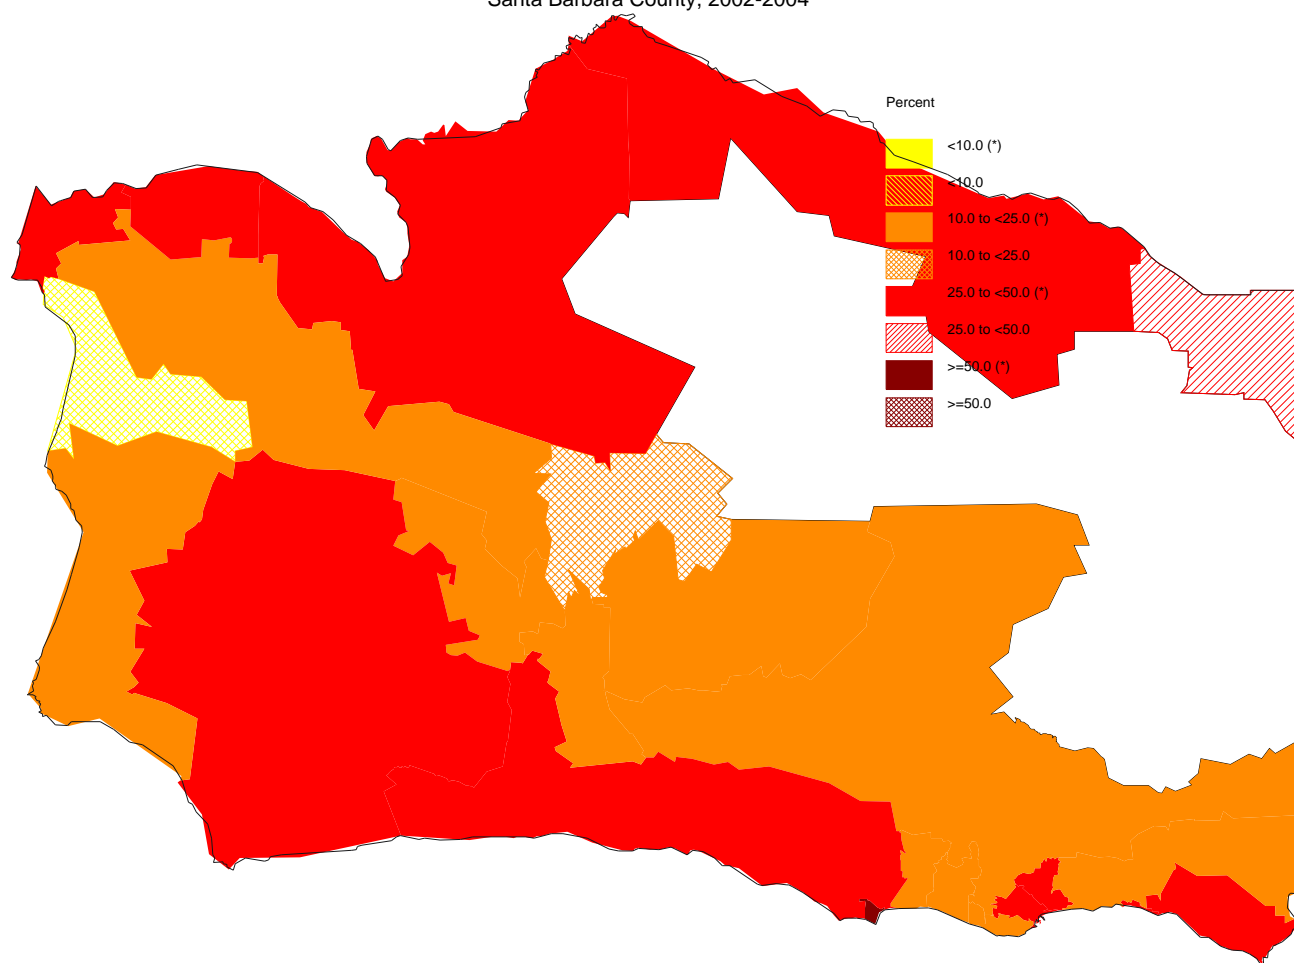 Santa Barbara County, 2002-2004
Percent
<10.0 (*)
<10.0
10.0 to <25.0 (*)
10.0 to <25.0
25.0 to <50.0 (*)
25.0 to <50.0
>=50.0 (*)
>=50.0